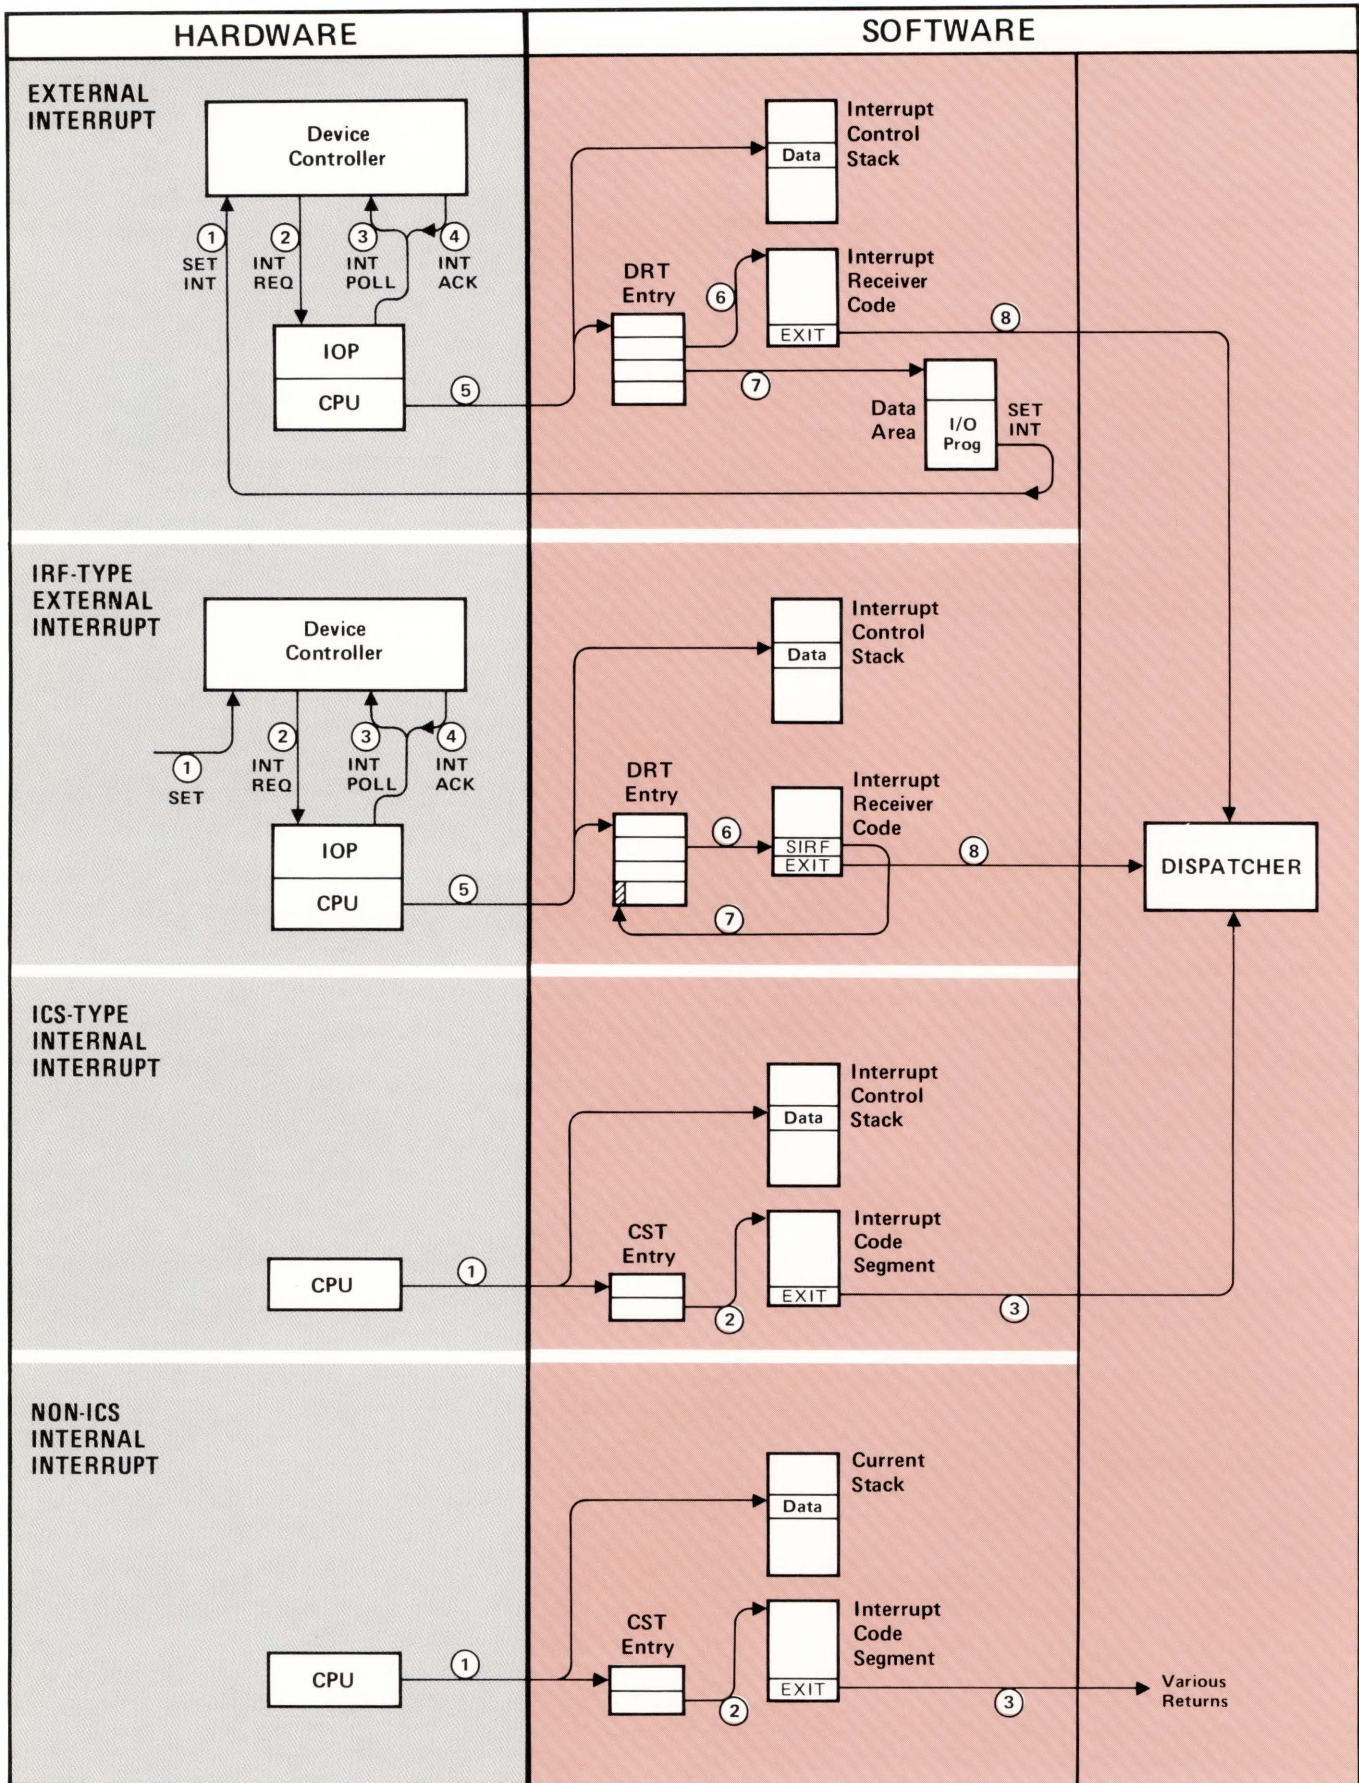 HARDWARE
SOFTWARE
EXTERNAL
INTERRUPT
Device
Controller
1
SET
INT
2
INT
REQ
3
INT
POLL
4
INT
ACK
IOP
CPU
5
Interrupt
Control
Stack
Data
DRT
Entry
6
Interrupt
Receiver
Code
EXIT
8
7
Data
Area
I/O
Prog
SET
INT
IRF-TYPE
EXTERNAL
INTERRUPT
Device
Controller
1
SET
2
INT
REQ
3
INT
POLL
4
INT
ACK
IOP
CPU
5
Interrupt
Control
Stack
Data
DRT
Entry
6
Interrupt
Receiver
Code
SIRF
EXIT
8
7
DISPATCHER
ICS-TYPE
INTERNAL
INTERRUPT
CPU
1
Interrupt
Control
Stack
Data
CST
Entry
2
Interrupt
Code
Segment
EXIT
3
NON-ICS
INTERNAL
INTERRUPT
CPU
1
Current
Stack
Data
CST
Entry
2
Interrupt
Code
Segment
EXIT
3
Various
Returns